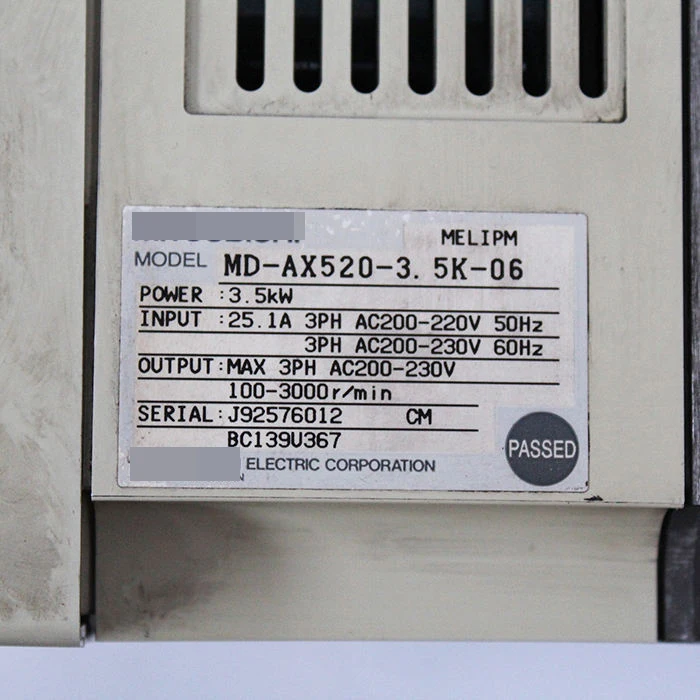 MELIPM
MODEL MD-AX520-3.5K-06
POWER :3.5kW
INPUT :25.1A 3PH AC200-220V 50Hz
3PH AC200-230V 60Hz
OUTPUT:MAX 3PH AC200-230V
100-3000r/min
SERIAL:J92576012 CM
BC139U367
PASSED
ELECTRIC CORPORATION